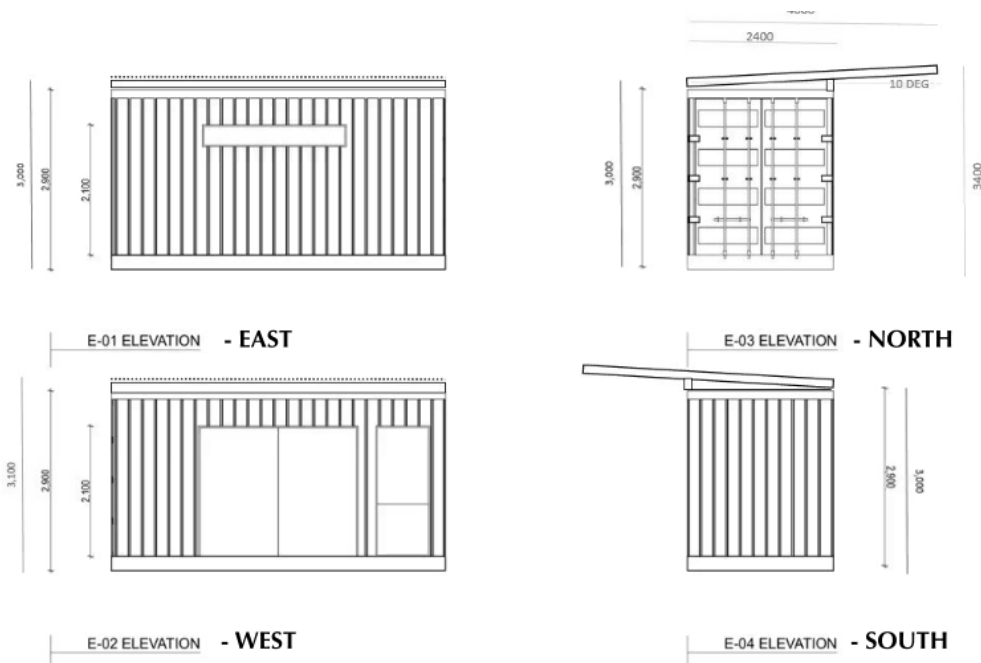 2400
10 DEG
3,000
2,900
2,100
3,000
2,900
3400
E-01 ELEVATION - EAST
E-03 ELEVATION - NORTH
3,100
2,900
2,100
2,900
3,000
E-02 ELEVATION - WEST
E-04 ELEVATION - SOUTH